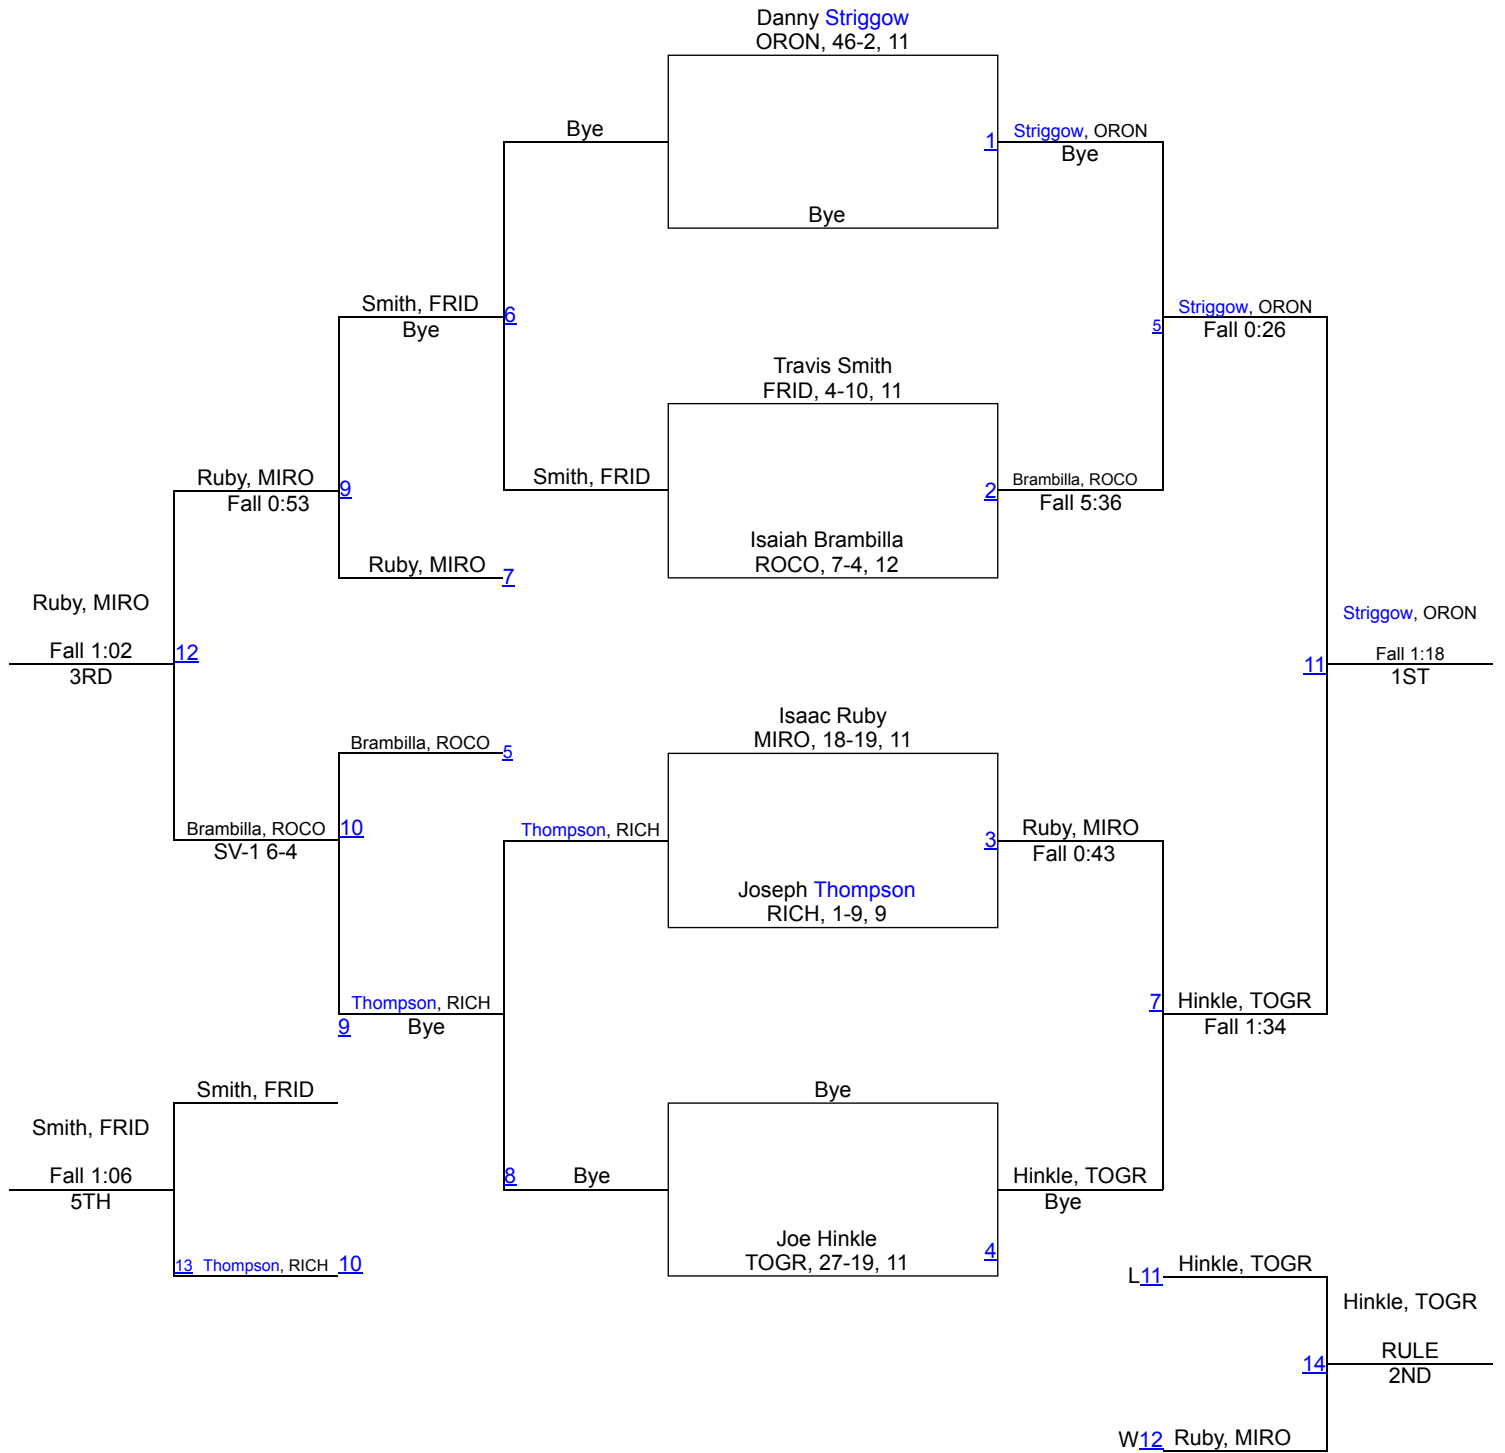 Danny Striggow
ORON, 46-2, 11
Bye
1
Striggow, ORON
Bye
Bye
Smith, FRID
Bye
6
5
Striggow, ORON
Fall 0:26
Travis Smith
FRID, 4-10, 11
Ruby, MIRO
Fall 0:53
9
Smith, FRID
2
Brambilla, ROCO
Fall 5:36
Isaiah Brambilla
ROCO, 7-4, 12
Ruby, MIRO
7
Ruby, MIRO
Fall 1:02
3RD
12
Striggow, ORON
11
Fall 1:18
1ST
Isaac Ruby
MIRO, 18-19, 11
Brambilla, ROCO
5
Brambilla, ROCO
SV-1 6-4
10
Thompson, RICH
3
Ruby, MIRO
Fall 0:43
Joseph Thompson
RICH, 1-9, 9
Thompson, RICH
Bye
9
7
Hinkle, TOGR
Fall 1:34
Smith, FRID
Bye
Smith, FRID
Fall 1:06
5TH
8
Bye
Hinkle, TOGR
Bye
Joe Hinkle
TOGR, 27-19, 11
4
13 Thompson, RICH 10
L11 Hinkle, TOGR
Hinkle, TOGR
14
RULE
2ND
W12 Ruby, MIRO